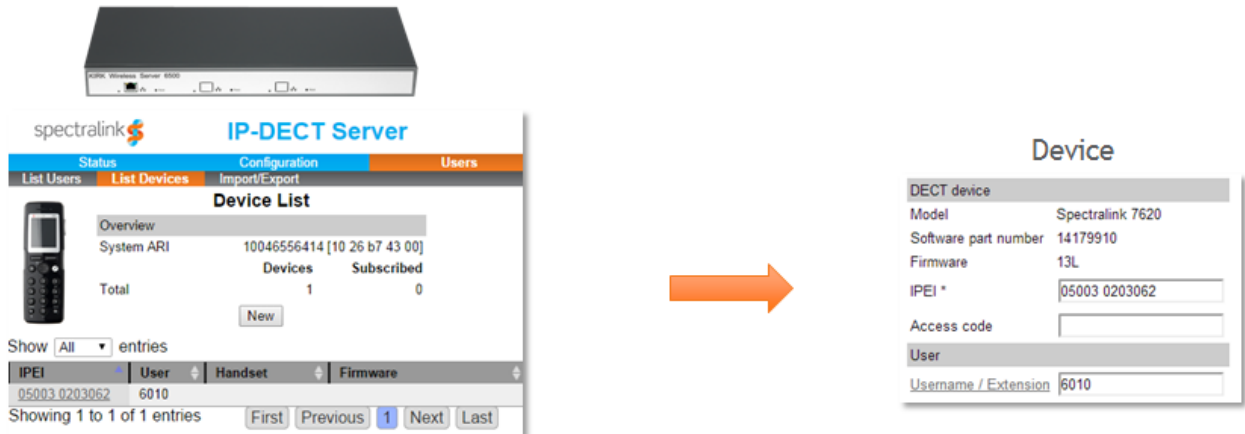 KIRK Wireless Server 6500
spectralink
IP-DECT Server
Status Configuration Users
List Users List Devices Import/Export
Device List
Overview
System ARI 10046556414 [10 26 b7 43 00]
Devices Subscribed
Total 1 0
New
Show All entries
IPEI User Handset Firmware
05003 0203062 6010
Showing 1 to 1 of 1 entries First Previous 1 Next Last
Device
DECT device
Model Spectralink 7620
Software part number 14179910
Firmware 13L
IPEI * 05003 0203062
Access code
User
Username / Extension 6010